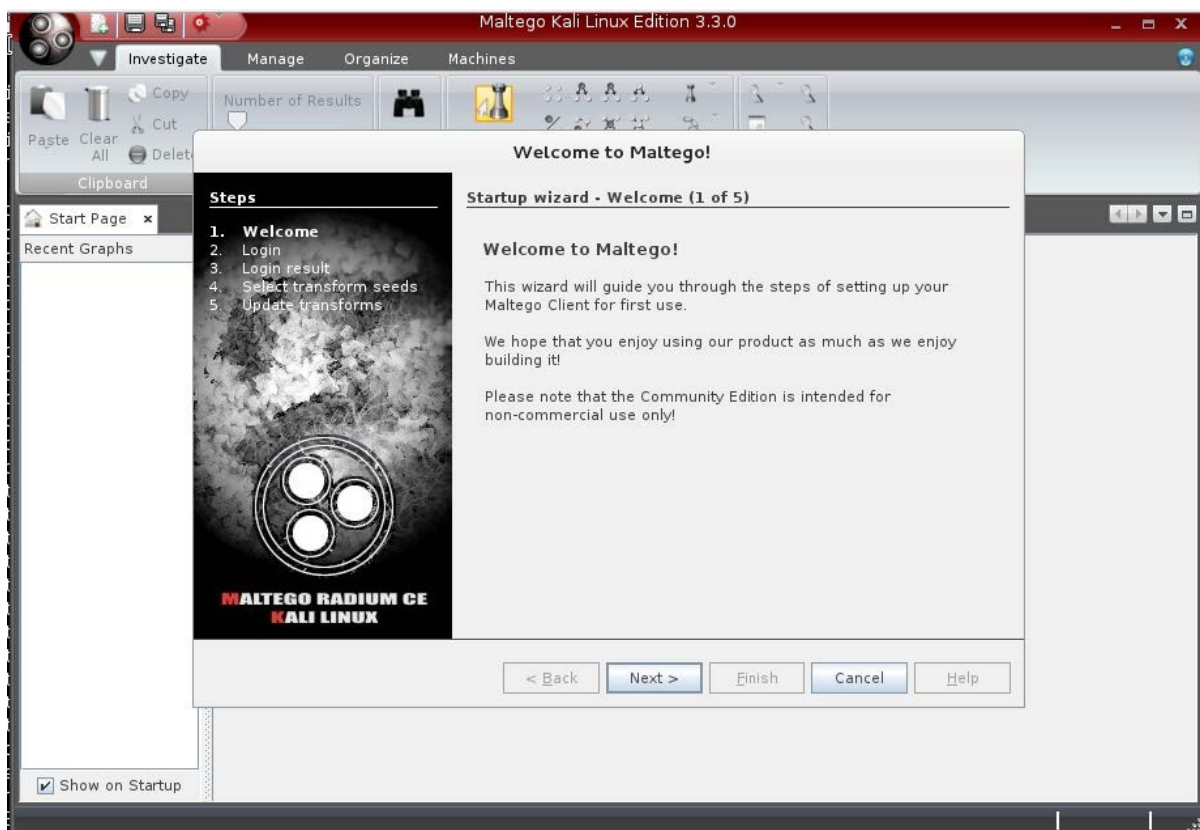 Maltego Kali Linux Edition 3.3.0
Investigate Manage Organize Machines
Paste
Clear
All
Copy
Cut
Delet
Clipboard
Number of Results
Start Page
Recent Graphs
Show on Startup
Welcome to Maltego!
Steps
1. Welcome
2. Login
3. Login result
4. Select transform seeds
5. Update transforms
MALTEGO RADIUM CE
KALI LINUX
Startup wizard - Welcome (1 of 5)
Welcome to Maltego!
This wizard will guide you through the steps of setting up your
Maltego Client for first use.
We hope that you enjoy using our product as much as we enjoy
building it!
Please note that the Community Edition is intended for
non-commercial use only!
< Back Next > Finish Cancel Help